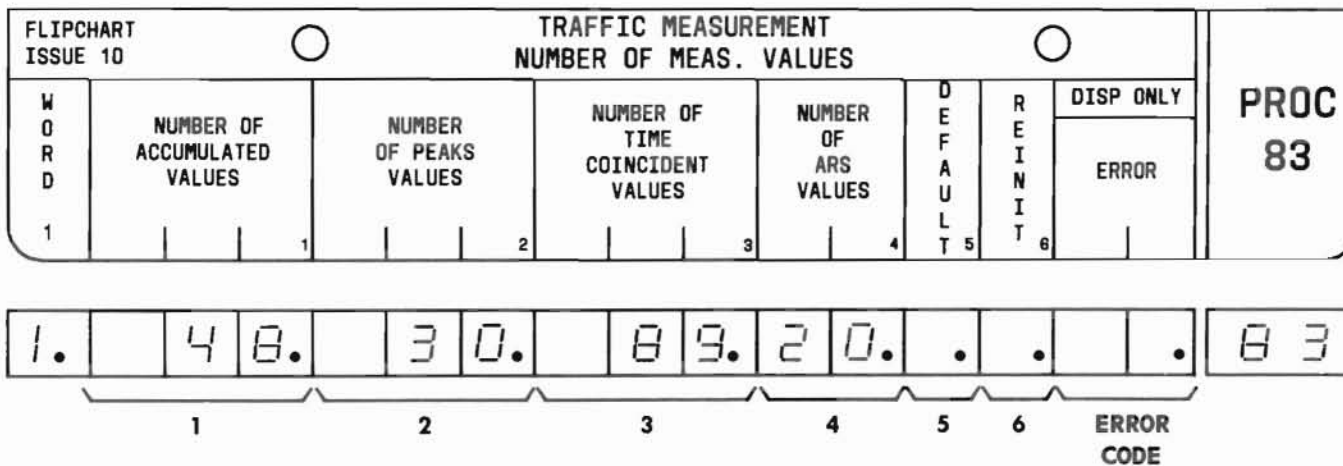 FLIPCHART
ISSUE 10
TRAFFIC MEASUREMENT
NUMBER OF MEAS. VALUES
WORD 1
NUMBER OF
ACCUMULATED
VALUES
1
NUMBER
OF PEAKS
VALUES
2
NUMBER OF
TIME
COINCIDENT
VALUES
3
NUMBER
OF
ARS
VALUES
4
DEFAULT
5
REINIT
6
DISP ONLY
ERROR
PROC
83
1. 48. 30. 89. 20. . . . 83
1 2 3 4 5 6 ERROR
CODE